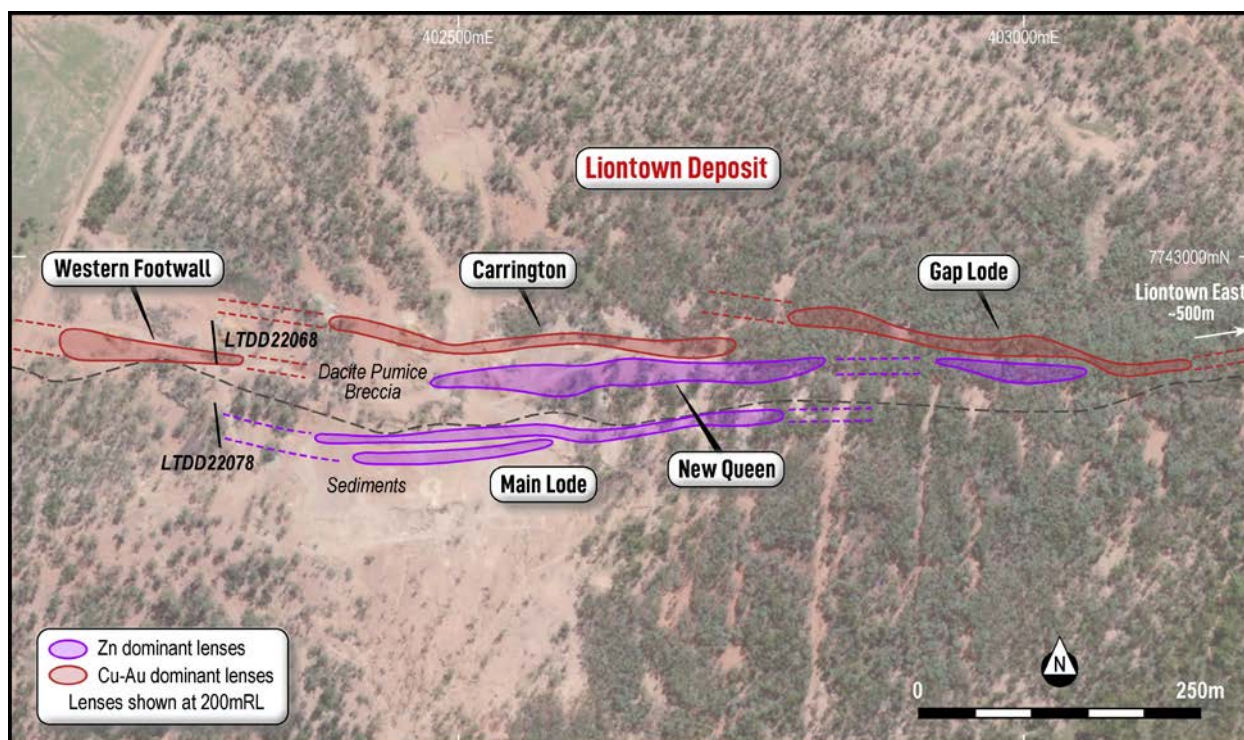 402500mE
403000mE
Liontown Deposit
7743000mN
Western Footwall
Carrington
Gap Lode
Liontown East
~500m
LTDD22068
Dacite Pumice
Breccia
LTDD22078
New Queen
Main Lode
Sediments
Zn dominant lenses
Cu-Au dominant lenses
Lenses shown at 200mRL
N
0
250m